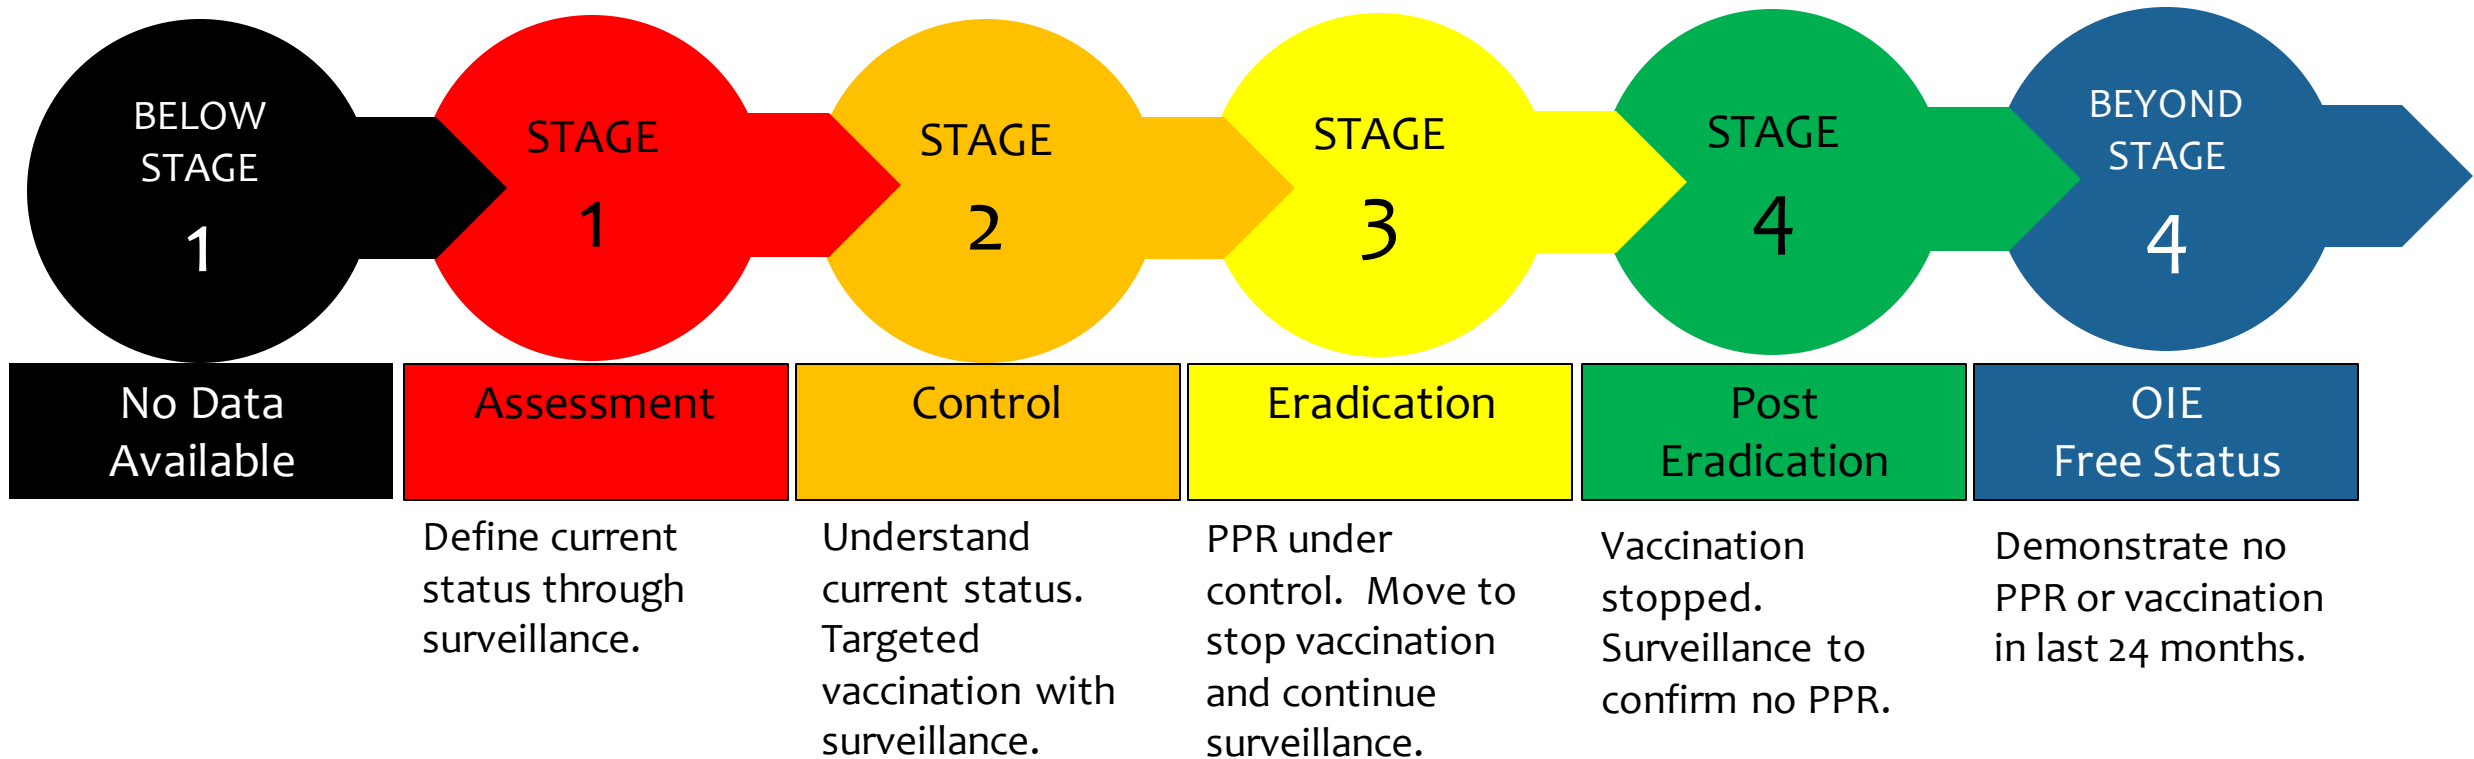 BELOW
STAGE
1
STAGE
1
STAGE
2
STAGE
3
STAGE
4
BEYOND
STAGE
4
No Data
Available
Assessment
Control
Eradication
Post
Eradication
OIE
Free Status
Define current
status through
surveillance.
Understand
current status.
Targeted
vaccination with
surveillance.
PPR under
control. Move to
stop vaccination
and continue
surveillance.
Vaccination
stopped.
Surveillance to
confirm no PPR.
Demonstrate no
PPR or vaccination
in last 24 months.